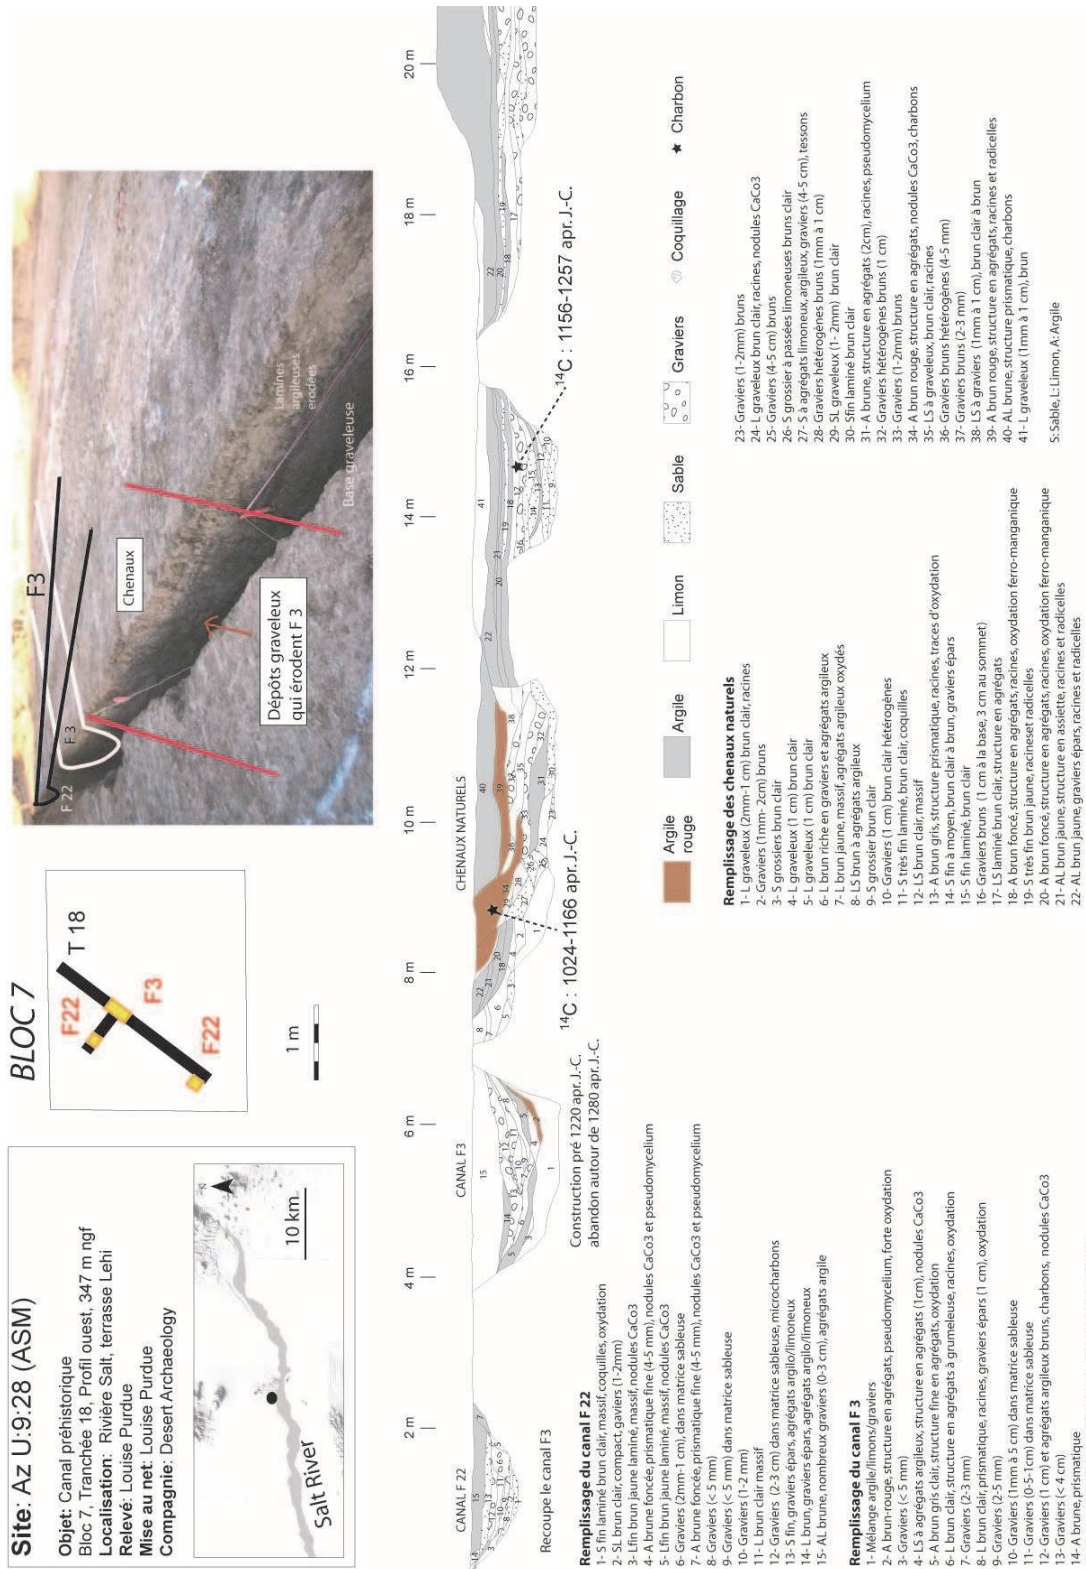 Site: Az U:9:28 (ASM)
Objet: Canal préhistorique
Bloc 7, Tranchée 18, Profil ouest, 347 m ngf
Localisation: Rivière Salt, terrasse Lehi
Relevé: Louise Purdue
Mise au net: Louise Purdue
Compagnie: Desert Archaeology
N
10 km
Salt River
BLOC 7
F22
T 18
F3
F22
1 m
F3
F 22
F 3
Chenaux
Dépôts graveleux
qui érodent F 3
Lamines
argileuses
érodées
Base graveleuse
2 m
4 m
6 m
8 m
10 m
12 m
14 m
16 m
18 m
20 m
CANAL F 22
CANAL F3
CHENAUX NATURELS
Recoupe le canal F3
Construction pré 1220 apr. J.-C.
abandon autour de 1280 apr. J.-C.
14C : 1024-1166 apr. J.-C.
14C : 1156-1257 apr. J.-C.
Argile
rouge
Argile
Limon
Sable
Graviers
Coquillage
Charbon
Remplissage du canal F 22
1- S fin laminé brun clair, massif, coquilles, oxydation
2- SL brun clair, compact, gaviers (1-2mm)
3- Lfin brun jaune laminé, massif, nodules CaCo3
4- A brune foncée, prismatique fine (4-5 mm), nodules CaCo3 et pseudomycelium
5- Lfin brun jaune laminé, massif, nodules CaCo3
6- Graviers (2mm-1 cm), dans matrice sableuse
7- A brune foncée, prismatique fine (4-5 mm), nodules CaCo3 et pseudomycelium
8- Graviers (< 5 mm)
9- Graviers (< 5 mm) dans matrice sableuse
10- Graviers (1-2 mm)
11- L brun clair massif
12- Graviers (2-3 cm) dans matrice sableuse, microcharbons
13- S fin, graviers épars, agrégats argilo/limoneux
14- L brun, graviers épars, agrégats argilo/limoneux
15- AL brune, nombreux graviers (0-3 cm), agrégats argile
Remplissage du canal F 3
1- Mélange argile/limons/graviers
2- A brun-rouge, structure en agrégats, pseudomycelium, forte oxydation
3- Graviers (< 5 mm)
4- LS à agrégats argileux, structure en agrégats (1cm), nodules CaCo3
5- A brun gris clair, structure fine en agrégats, oxydation
6- L brun clair, structure en agrégats à grumeleuse, racines, oxydation
7- Graviers (2-3 mm)
8- L brun clair, prismatique, racines, graviers épars (1 cm), oxydation
9- Graviers (2-5 mm)
10- Graviers (1mm à 5 cm) dans matrice sableuse
11- Graviers (0-5-1cm) dans matrice sableuse
12- Graviers (1 cm) et agrégats argileux bruns, charbons, nodules CaCo3
13- Graviers (< 4 cm)
14- A brune, prismatique
Remplissage des chenaux naturels
1- L graveleux (2mm-1 cm) brun clair, racines
2- Graviers (1mm- 2cm) bruns
3- S grossiers brun clair
4- L graveleux (1 cm) brun clair
5- L graveleux (1 cm) brun clair
6- L brun riche en graviers et agrégats argileux
7- L brun jaune, massif, agrégats argileux oxydés
8- LS brun à agrégats argileux
9- S grossier brun clair
10- Graviers (1 cm) brun clair hétérogènes
11- S très fin laminé, brun clair, coquilles
12- LS brun clair, massif
13- A brun gris, structure prismatique, racines, traces d'oxydation
14- S fin à moyen, brun clair à brun, graviers épars
15- S fin laminé, brun clair
16- Graviers bruns (1 cm à la base, 3 cm au sommet)
17- LS laminé brun clair, structure en agrégats
18- A brun foncé, structure en agrégats, racines, oxydation ferro-manganique
19- S très fin brun jaune, racineset radicelles
20- A brun foncé, structure en agrégats, racines, oxydation ferro-manganique
21- AL brun jaune, structure en assiette, racines et radicelles
22- AL brun jaune, graviers épars, racines et radicelles
23- Graviers (1-2mm) bruns
24- L graveleux brun clair, racines, nodules CaCo3
25- Graviers (4-5 cm) bruns
26- S grossier à passées limoneuses bruns clair
27- S à agrégats limoneux, argileux, graviers (4-5 cm), tessons
28- Graviers hétérogènes bruns (1mm à 1 cm)
29- SL graveleux (1- 2mm) brun clair
30- Sfin laminé brun clair
31- A brune, structure en agrégats (2cm), racines, pseudomycelium
32- Graviers hétérogènes bruns (1 cm)
33- Graviers (1-2mm) bruns
34- A brun rouge, structure en agrégats, nodules CaCo3, charbons
35- LS à graveleux, brun clair, racines
36- Graviers bruns hétérogènes (4-5 mm)
37- Graviers bruns (2-3 mm)
38- LS à graviers (1mm à 1 cm), brun clair à brun
39- A brun rouge, structure en agrégats, racines et radicelles
40- AL brune, structure prismatique, charbons
41- L graveleux (1mm à 1 cm), brun
S: Sable, L: Limon, A: Argile